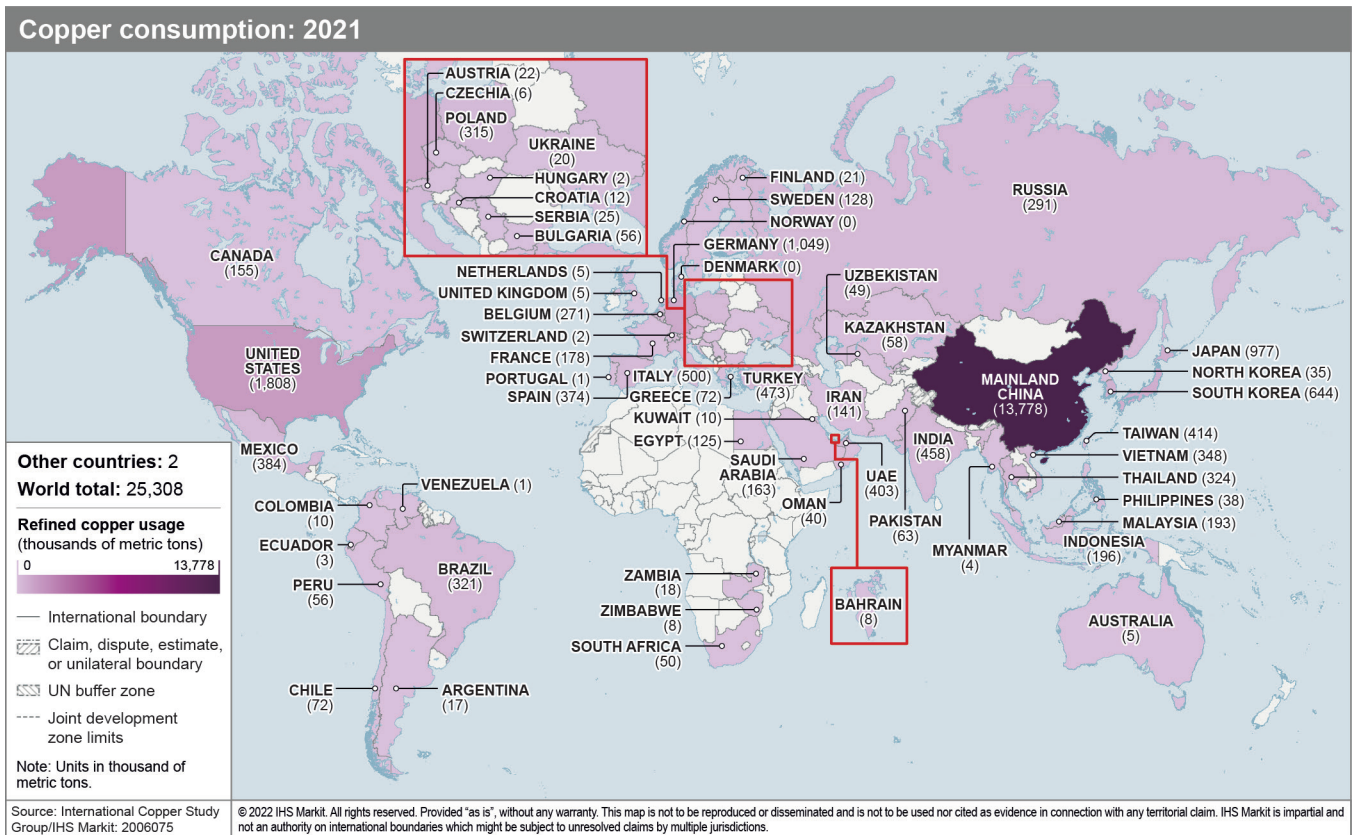 Copper consumption: 2021
AUSTRIA (22)
CZECHIA (6)
POLAND
(315)
UKRAINE
(20)
HUNGARY (2)
CROATIA (12)
SERBIA (25)
BULGARIA (56)
FINLAND (21)
SWEDEN (128)
NORWAY (0)
GERMANY (1,049)
DENMARK (0)
RUSSIA
(291)
CANADA
(155)
NETHERLANDS (5)
UNITED KINGDOM (5)
BELGIUM (271)
SWITZERLAND (2)
FRANCE (178)
PORTUGAL (1)
SPAIN (374)
ITALY (500)
GREECE (72)
TURKEY
(473)
UZBEKISTAN
(49)
KAZAKHSTAN
(58)
UNITED
STATES
(1,808)
MAINLAND
CHINA
(13,778)
JAPAN (977)
NORTH KOREA (35)
SOUTH KOREA (644)
KUWAIT (10)
EGYPT (125)
IRAN
(141)
SAUDI
ARABIA
(163)
OMAN
(40)
UAE
(403)
INDIA
(458)
PAKISTAN
(63)
TAIWAN (414)
VIETNAM (348)
THAILAND (324)
PHILIPPINES (38)
MALAYSIA (193)
INDONESIA
(196)
MYANMAR
(4)
MEXICO
(384)
VENEZUELA (1)
COLOMBIA
(10)
ECUADOR
(3)
PERU
(56)
BRAZIL
(321)
CHILE
(72)
ARGENTINA
(17)
ZAMBIA
(18)
ZIMBABWE
(8)
SOUTH AFRICA
(50)
BAHRAIN
(8)
AUSTRALIA
(5)
Other countries: 2
World total: 25,308
Refined copper usage
(thousands of metric tons)
0 13,778
International boundary
Claim, dispute, estimate,
or unilateral boundary
UN buffer zone
Joint development
zone limits
Note: Units in thousand of
metric tons.
Source: International Copper Study
Group/IHS Markit: 2006075
© 2022 IHS Markit. All rights reserved. Provided “as is”, without any warranty. This map is not to be reproduced or disseminated and is not to be used nor cited as evidence in connection with any territorial claim. IHS Markit is impartial and
not an authority on international boundaries which might be subject to unresolved claims by multiple jurisdictions.